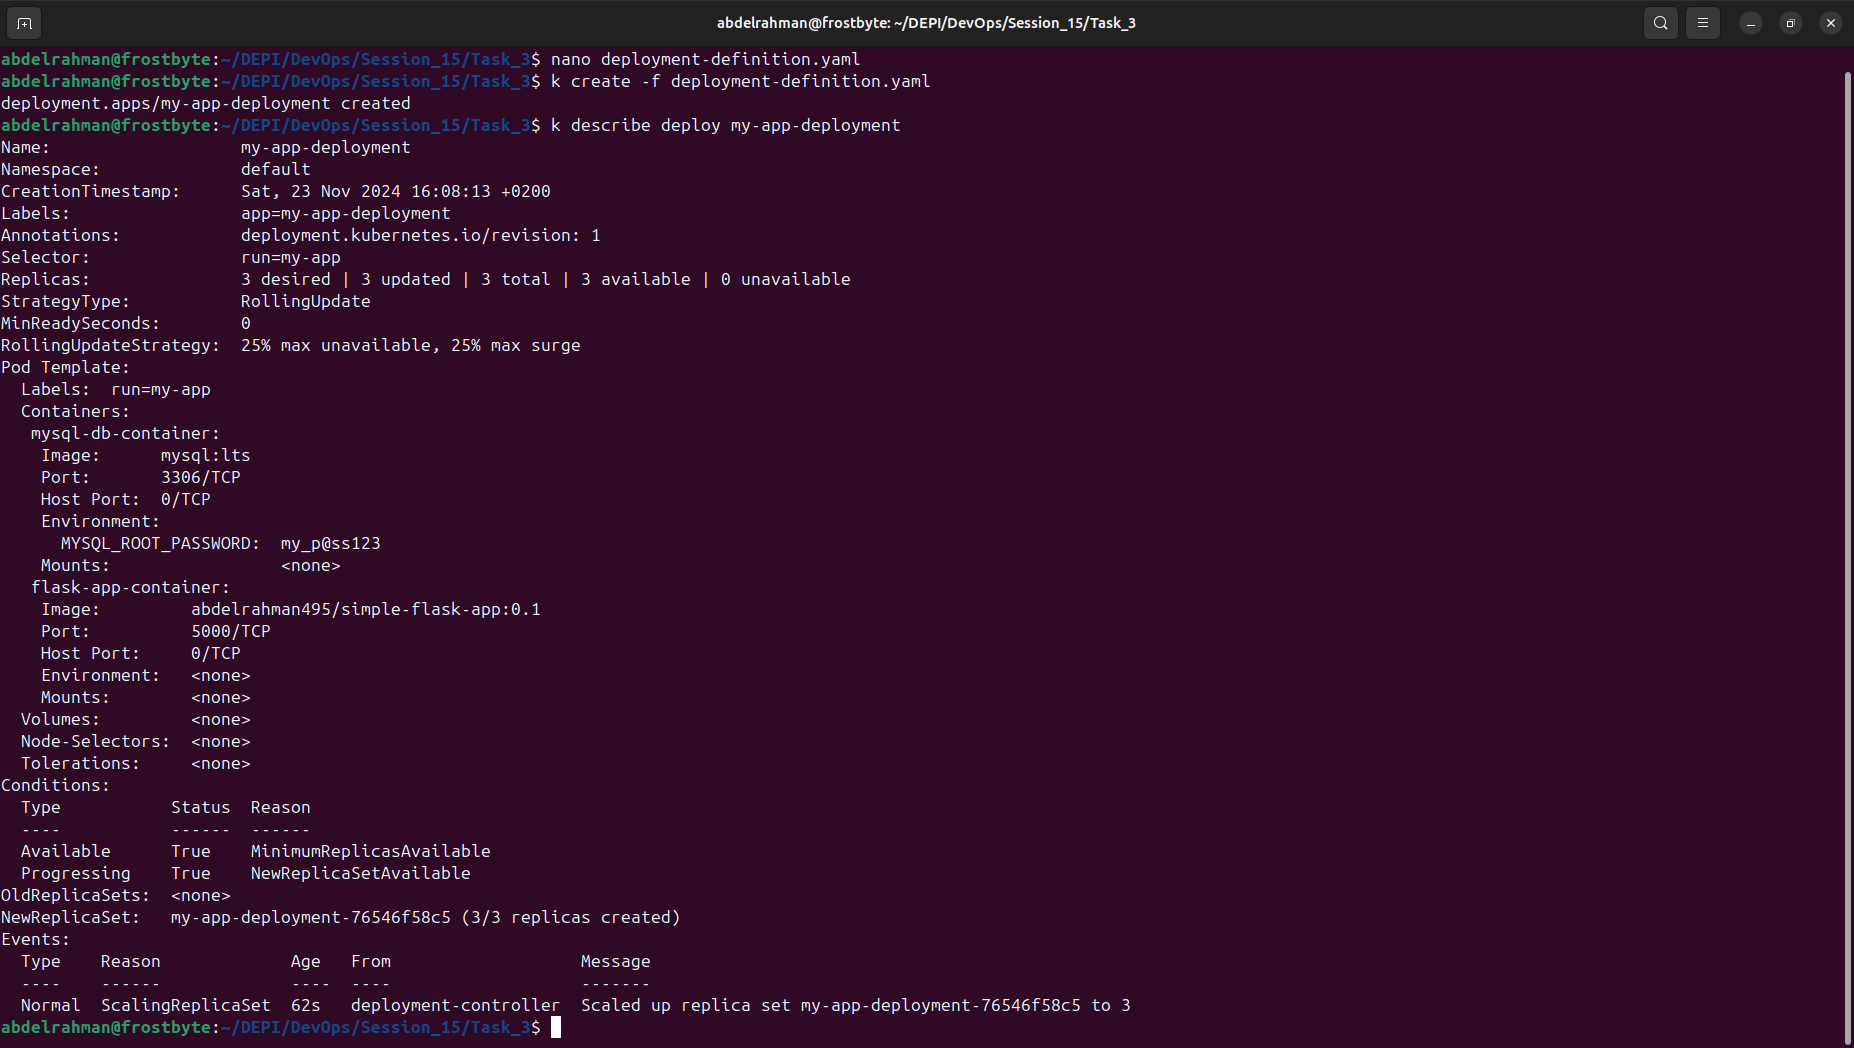 abdelrahman@frostbyte: ~/DEPI/DevOps/Session_15/Task_3
abdelrahman@frostbyte:~/DEPI/DevOps/Session_15/Task_3$ nano deployment-definition.yaml
abdelrahman@frostbyte:~/DEPI/DevOps/Session_15/Task_3$ k create -f deployment-definition.yaml
deployment.apps/my-app-deployment created
abdelrahman@frostbyte:~/DEPI/DevOps/Session_15/Task_3$ k describe deploy my-app-deployment
Name:                   my-app-deployment
Namespace:              default
CreationTimestamp:      Sat, 23 Nov 2024 16:08:13 +0200
Labels:                 app=my-app-deployment
Annotations:            deployment.kubernetes.io/revision: 1
Selector:               run=my-app
Replicas:               3 desired | 3 updated | 3 total | 3 available | 0 unavailable
StrategyType:           RollingUpdate
MinReadySeconds:        0
RollingUpdateStrategy:  25% max unavailable, 25% max surge
Pod Template:
  Labels:  run=my-app
  Containers:
   mysql-db-container:
    Image:      mysql:lts
    Port:       3306/TCP
    Host Port:  0/TCP
    Environment:
      MYSQL_ROOT_PASSWORD:  my_p@ss123
    Mounts:                 <none>
   flask-app-container:
    Image:         abdelrahman495/simple-flask-app:0.1
    Port:          5000/TCP
    Host Port:     0/TCP
    Environment:   <none>
    Mounts:        <none>
  Volumes:         <none>
  Node-Selectors:  <none>
  Tolerations:     <none>
Conditions:
  Type           Status  Reason
  ----           ------  ------
  Available      True    MinimumReplicasAvailable
  Progressing    True    NewReplicaSetAvailable
OldReplicaSets:  <none>
NewReplicaSet:   my-app-deployment-76546f58c5 (3/3 replicas created)
Events:
  Type    Reason             Age   From                   Message
  ----    ------             ----  ----                   -------
  Normal  ScalingReplicaSet  62s   deployment-controller  Scaled up replica set my-app-deployment-76546f58c5 to 3
abdelrahman@frostbyte:~/DEPI/DevOps/Session_15/Task_3$